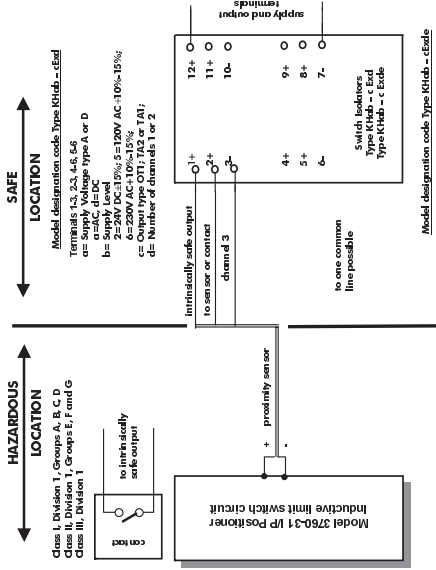 HAZARDOUS
LOCATION
Class I, Division 1, Groups A, B, C, D
Class II, Division 1, Groups E, F and G
Class III, Division 1
contact
to intrinsically
safe output
Model 3760-31 I/P Positioner
Inductive limit switch circuit
+ proximity sensor
-
SAFE
LOCATION
Model designation code Type KHab – cExd
Terminals 1-3, 2-3, 4-6, 5-6
a= Supply Voltage type A or D
a=AC, d=DC
b= Supply Level
2=24V DC±15%; 5=120V AC+10%-15%;
6=230V AC+10%-15%;
c= Output type OT1; TA2 or TA1;
d= Number of channels 1 or 2
intrinsically safe output
to sensor or contact
channel 3
to one common
line possible
1+
2+
3-
4+
5+
6-
12+
11+
10-
9+
8+
7-
Switch Isolators
Type KHab – c Exd
Type KHab – c Exde
supply and output
terminals
Model designation code Type KHab – cExde